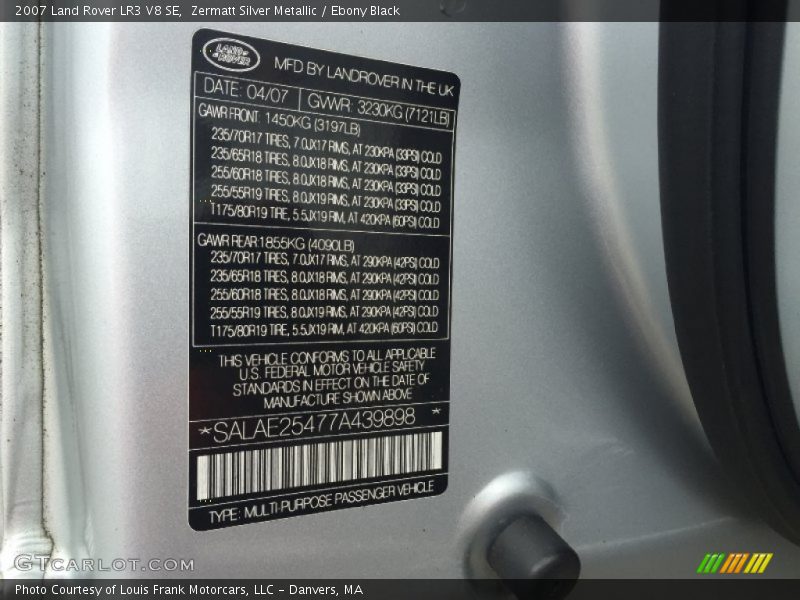 2007 Land Rover LR3 V8 SE, Zermatt Silver Metallic / Ebony Black
LAND ROVER
MFD BY LANDROVER IN THE UK
DATE: 04/07 GVWR: 3230KG (7121LB)
GAWR FRONT: 1450KG (3197LB)
235/70R17 TIRES, 7.0JX17 RIMS, AT 230KPA (33PSI) COLD
235/65R18 TIRES, 8.0JX18 RIMS, AT 230KPA (33PSI) COLD
255/60R18 TIRES, 8.0JX18 RIMS, AT 230KPA (33PSI) COLD
255/55R19 TIRES, 8.0JX19 RIMS, AT 230KPA (33PSI) COLD
T175/80R19 TIRE, 5.5JX19 RIM, AT 420KPA (60PSI) COLD
GAWR REAR: 1855KG (4090LB)
235/70R17 TIRES, 7.0JX17 RIMS, AT 290KPA (42PSI) COLD
235/65R18 TIRES, 8.0JX18 RIMS, AT 290KPA (42PSI) COLD
255/60R18 TIRES, 8.0JX18 RIMS, AT 290KPA (42PSI) COLD
255/55R19 TIRES, 8.0JX19 RIMS, AT 290KPA (42PSI) COLD
T175/80R19 TIRE, 5.5JX19 RIM, AT 420KPA (60PSI) COLD
THIS VEHICLE CONFORMS TO ALL APPLICABLE
U.S. FEDERAL MOTOR VEHICLE SAFETY
STANDARDS IN EFFECT ON THE DATE OF
MANUFACTURE SHOWN ABOVE
*SALAE25477A439898 *
TYPE: MULTI-PURPOSE PASSENGER VEHICLE
GTCARLOT.COM
Photo Courtesy of Louis Frank Motorcars, LLC - Danvers, MA